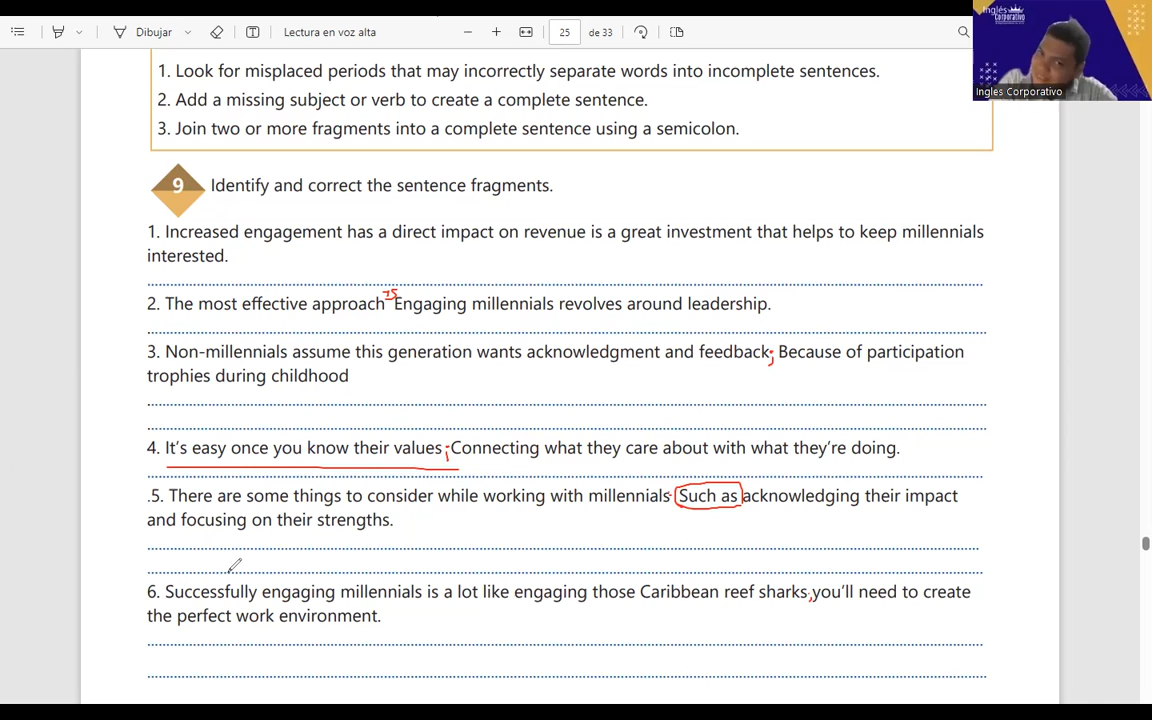 Dibujar
Lectura en voz alta
25
de 33
Inglés
Corporativo
Ingles Corporativo
1. Look for misplaced periods that may incorrectly separate words into incomplete sentences.
2. Add a missing subject or verb to create a complete sentence.
3. Join two or more fragments into a complete sentence using a semicolon.
9 Identify and correct the sentence fragments.
1. Increased engagement has a direct impact on revenue is a great investment that helps to keep millennials
interested.
2. The most effective approach Engaging millennials revolves around leadership.
3. Non-millennials assume this generation wants acknowledgment and feedback; Because of participation
trophies during childhood
4. It's easy once you know their values; Connecting what they care about with what they're doing.
.5. There are some things to consider while working with millennials. Such as acknowledging their impact
and focusing on their strengths.
6. Successfully engaging millennials is a lot like engaging those Caribbean reef sharks; you'll need to create
the perfect work environment.